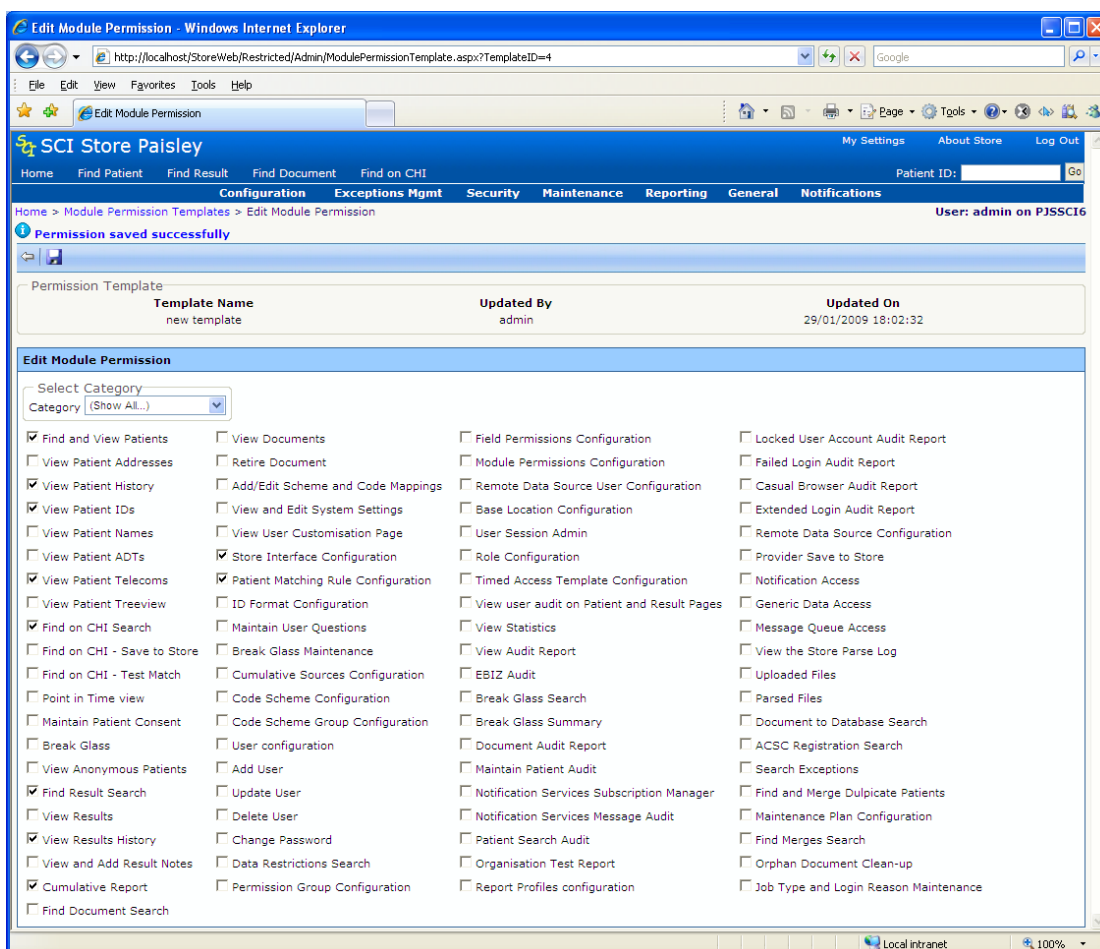 Edit Module Permission - Windows Internet Explorer
http://localhost/StoreWeb/Restricted/Admin/ModulePermissionTemplate.aspx?TemplateID=4
Google
File Edit View Favorites Tools Help
Edit Module Permission
Page Tools
SCI Store Paisley
My Settings About Store Log Out
Home Find Patient Find Result Find Document Find on CHI
Patient ID: Go
Configuration Exceptions Mgmt Security Maintenance Reporting General Notifications
Home > Module Permission Templates > Edit Module Permission
User: admin on PJSSCI6
Permission saved successfully
Permission Template
Template Name Updated By Updated On
new template admin 29/01/2009 18:02:32
Edit Module Permission
Select Category
Category (Show All...)
Find and View Patients View Documents Field Permissions Configuration Locked User Account Audit Report
View Patient Addresses Retire Document Module Permissions Configuration Failed Login Audit Report
View Patient History Add/Edit Scheme and Code Mappings Remote Data Source User Configuration Casual Browser Audit Report
View Patient IDs View and Edit System Settings Base Location Configuration Extended Login Audit Report
View Patient Names View User Customisation Page User Session Admin Remote Data Source Configuration
View Patient ADTs Store Interface Configuration Role Configuration Provider Save to Store
View Patient Telecoms Patient Matching Rule Configuration Timed Access Template Configuration Notification Access
View Patient Treeview ID Format Configuration View user audit on Patient and Result Pages Generic Data Access
Find on CHI Search Maintain User Questions View Statistics Message Queue Access
Find on CHI - Save to Store Break Glass Maintenance View Audit Report View the Store Parse Log
Find on CHI - Test Match Cumulative Sources Configuration EBIZ Audit Uploaded Files
Point in Time view Code Scheme Configuration Break Glass Search Parsed Files
Maintain Patient Consent Code Scheme Group Configuration Break Glass Summary Document to Database Search
Break Glass User configuration Document Audit Report ACSC Registration Search
View Anonymous Patients Add User Maintain Patient Audit Search Exceptions
Find Result Search Update User Notification Services Subscription Manager Find and Merge Dulpicate Patients
View Results Delete User Notification Services Message Audit Maintenance Plan Configuration
View Results History Change Password Patient Search Audit Find Merges Search
View and Add Result Notes Data Restrictions Search Organisation Test Report Orphan Document Clean-up
Cumulative Report Permission Group Configuration Report Profiles configuration Job Type and Login Reason Maintenance
Find Document Search
Local intranet 100%